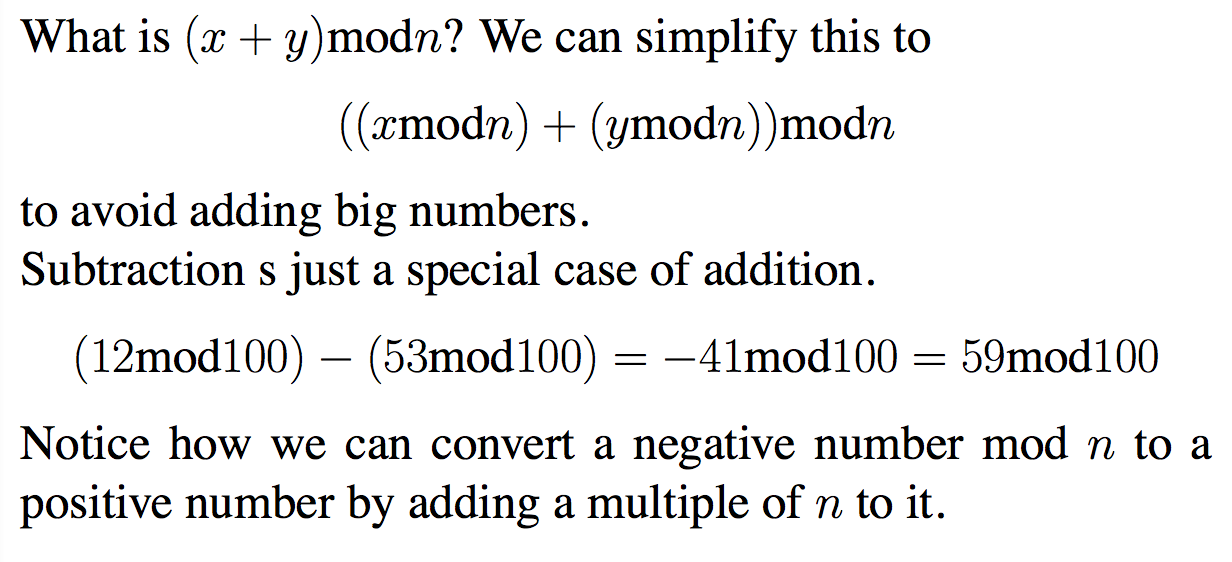 What is (x + y)modn? We can simplify this to
((xmodn) + (ymodn))modn
to avoid adding big numbers.
Subtraction s just a special case of addition.
(12mod100) − (53mod100) = −41mod100 = 59mod100
Notice how we can convert a negative number mod n to a
positive number by adding a multiple of n to it.